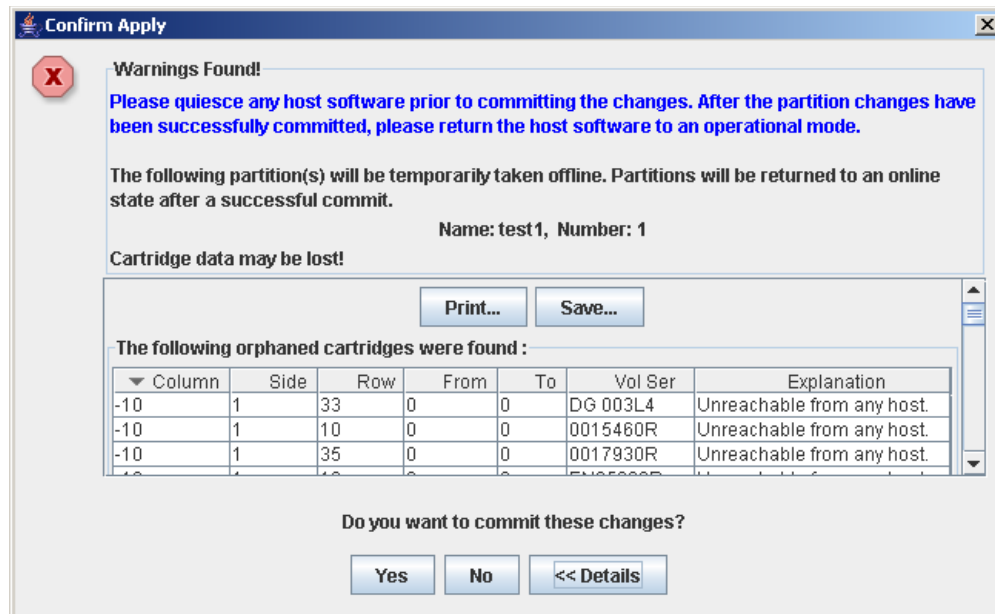 Confirm Apply
Warnings Found!
Please quiesce any host software prior to committing the changes. After the partition changes have
been successfully committed, please return the host software to an operational mode.
The following partition(s) will be temporarily taken offline. Partitions will be returned to an online
state after a successful commit.
Name: test1, Number: 1
Cartridge data may be lost!
Print... Save...
The following orphaned cartridges were found :
Column Side Row From To Vol Ser Explanation
-10 1 33 0 0 DG 003L4 Unreachable from any host.
-10 1 10 0 0 0015460R Unreachable from any host.
-10 1 35 0 0 0017930R Unreachable from any host.
Do you want to commit these changes?
Yes No << Details